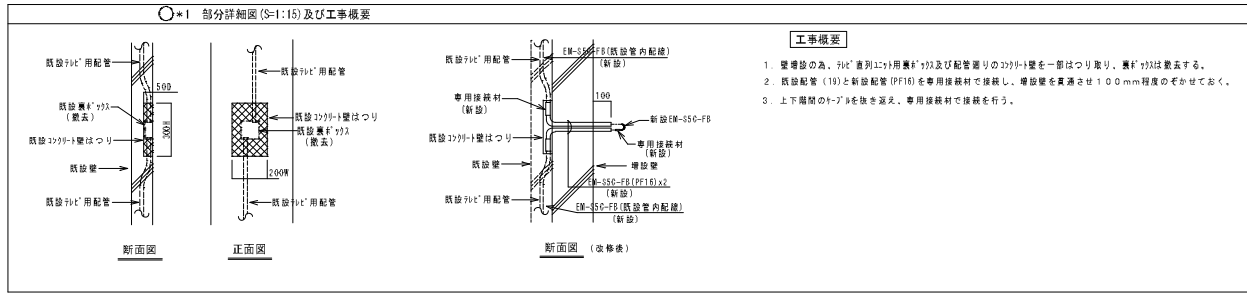 ○*1 部分詳細図(S=1:15)及び工事概要
既設ﾃﾚﾋﾞ用配管
50D
既設裏ﾎﾞｯｸｽ
(撤去)
300H
既設ｺﾝｸﾘｰﾄ壁はつり
既設壁
既設ﾃﾚﾋﾞ用配管
断面図
既設ﾃﾚﾋﾞ用配管
既設ｺﾝｸﾘｰﾄ壁はつり
既設裏ﾎﾞｯｸｽ
(撤去)
200W
既設ﾃﾚﾋﾞ用配管
正面図
既設ﾃﾚﾋﾞ用配管
EM-S5C-FB(既設管内配線)
(新設)
専用接続材
(新設)
100
新設EM-S5C-FB
既設ｺﾝｸﾘｰﾄ壁はつり
専用接続材
(新設)
既設壁
増設壁
EM-S5C-FB(PF16)x2
(新設)
既設ﾃﾚﾋﾞ用配管
EM-S5C-FB(既設管内配線)
(新設)
断面図 (改修後)
工事概要
1. 壁増設の為、ﾃﾚﾋﾞ直列ﾕﾆｯﾄ用裏ﾎﾞｯｸｽ及び配管廻りのｺﾝｸﾘｰﾄ壁を一部はつり取り、裏ﾎﾞｯｸｽは撤去する。
2. 既設配管(19)と新設配管(PF16)を専用接続材で接続し、増設壁を貫通させ100mm程度のぞかせておく。
3. 上下階間のｹｰﾌﾞﾙを抜き返え、専用接続材で接続を行う。